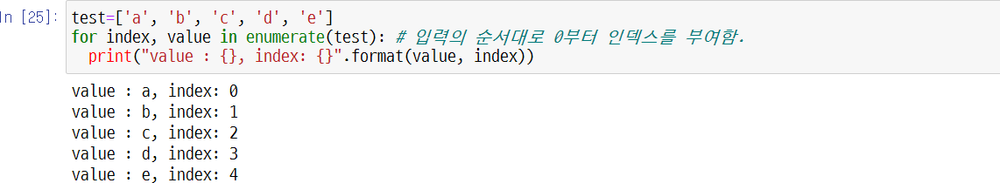 In [25]:
test=['a', 'b', 'c', 'd', 'e']
for index, value in enumerate(test): # 입력의 순서대로 0부터 인덱스를 부여함.
  print("value : {}, index: {}".format(value, index))
value : a, index: 0
value : b, index: 1
value : c, index: 2
value : d, index: 3
value : e, index: 4